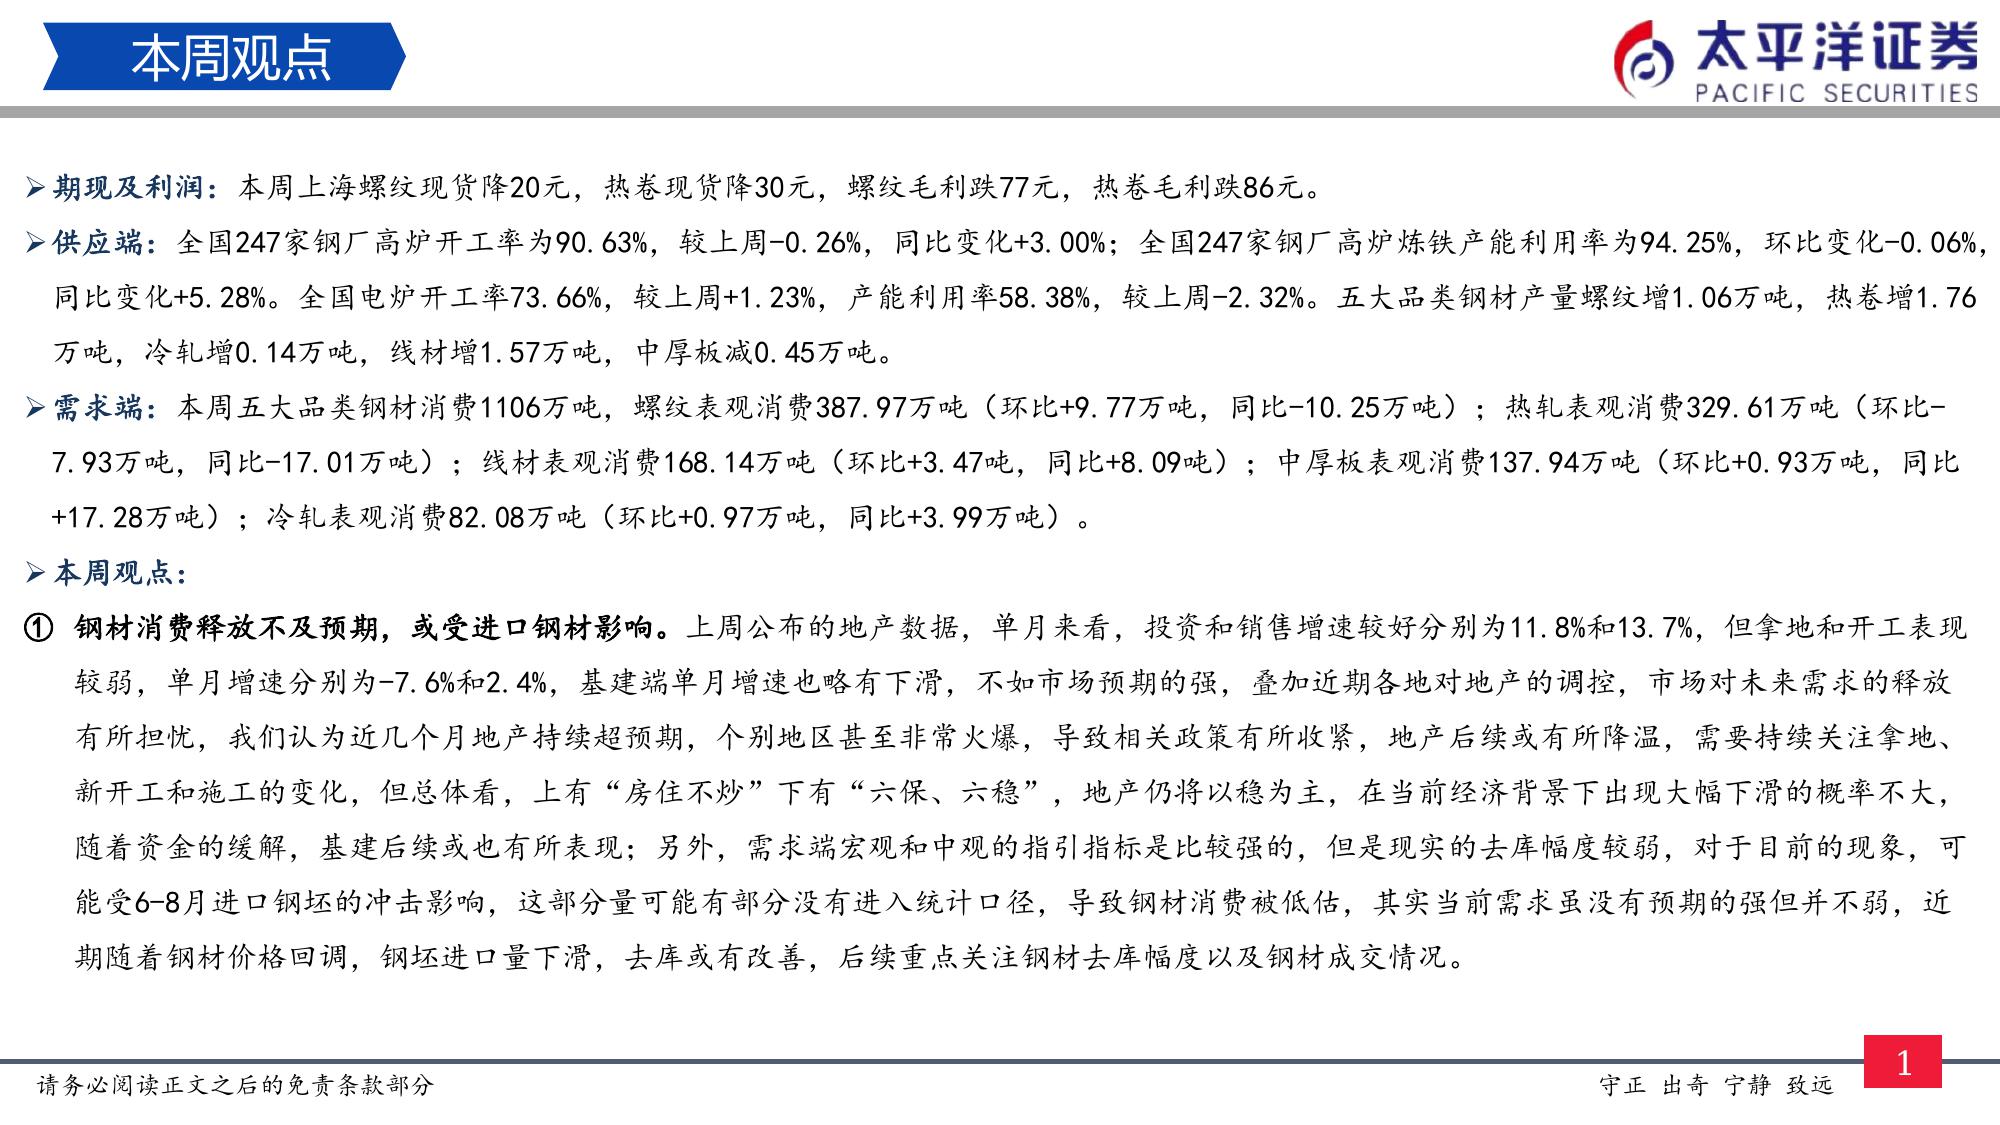 本周观点
太平洋证券
PACIFIC SECURITIES
➢期现及利润：本周上海螺纹现货降20元，热卷现货降30元，螺纹毛利跌77元，热卷毛利跌86元。
➢供应端：全国247家钢厂高炉开工率为90.63%，较上周-0.26%，同比变化+3.00%；全国247家钢厂高炉炼铁产能利用率为94.25%，环比变化-0.06%，
同比变化+5.28%。全国电炉开工率73.66%，较上周+1.23%，产能利用率58.38%，较上周-2.32%。五大品类钢材产量螺纹增1.06万吨，热卷增1.76
万吨，冷轧增0.14万吨，线材增1.57万吨，中厚板减0.45万吨。
➢需求端：本周五大品类钢材消费1106万吨，螺纹表观消费387.97万吨（环比+9.77万吨，同比-10.25万吨）；热轧表观消费329.61万吨（环比-
7.93万吨，同比-17.01万吨）；线材表观消费168.14万吨（环比+3.47吨，同比+8.09吨）；中厚板表观消费137.94万吨（环比+0.93万吨，同比
+17.28万吨）；冷轧表观消费82.08万吨（环比+0.97万吨，同比+3.99万吨）。
➢本周观点：
① 钢材消费释放不及预期，或受进口钢材影响。上周公布的地产数据，单月来看，投资和销售增速较好分别为11.8%和13.7%，但拿地和开工表现
较弱，单月增速分别为-7.6%和2.4%，基建端单月增速也略有下滑，不如市场预期的强，叠加近期各地对地产的调控，市场对未来需求的释放
有所担忧，我们认为近几个月地产持续超预期，个别地区甚至非常火爆，导致相关政策有所收紧，地产后续或有所降温，需要持续关注拿地、
新开工和施工的变化，但总体看，上有“房住不炒”下有“六保、六稳”，地产仍将以稳为主，在当前经济背景下出现大幅下滑的概率不大，
随着资金的缓解，基建后续或也有所表现；另外，需求端宏观和中观的指引指标是比较强的，但是现实的去库幅度较弱，对于目前的现象，可
能受6-8月进口钢坯的冲击影响，这部分量可能有部分没有进入统计口径，导致钢材消费被低估，其实当前需求虽没有预期的强但并不弱，近
期随着钢材价格回调，钢坯进口量下滑，去库或有改善，后续重点关注钢材去库幅度以及钢材成交情况。
请务必阅读正文之后的免责条款部分
守正 出奇 宁静 致远
1